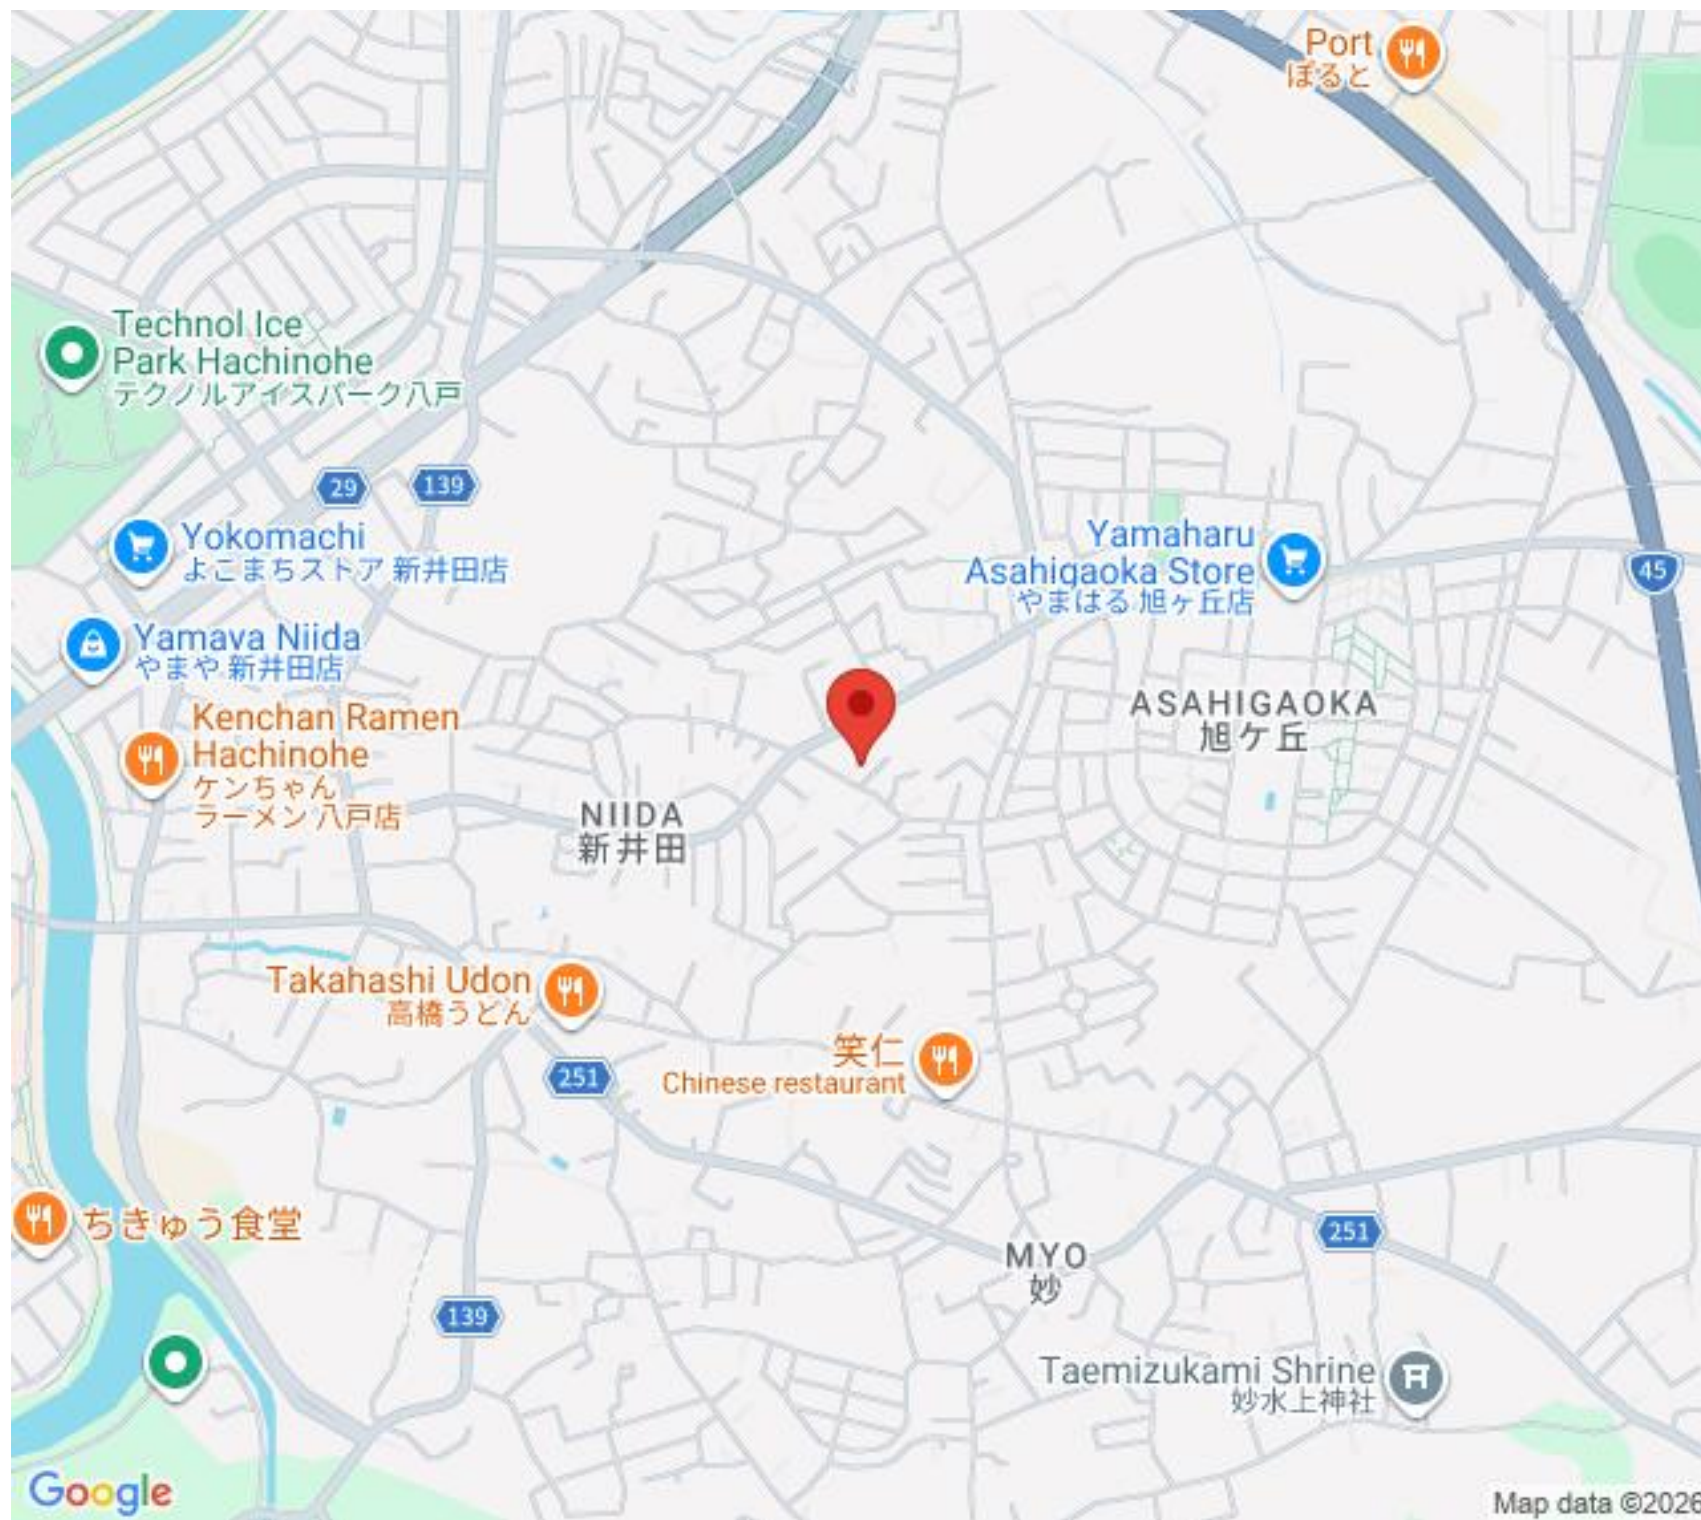 Port
ぽると
Technol Ice
Park Hachinohe
テクノルアイスパーク八戸
29
139
Yokomachi
よこまちストア 新井田店
Yamaharu
Asahigaoka Store
やまはる 旭ヶ丘店
45
Yamaya Niida
やまや 新井田店
Kenchan Ramen
Hachinohe
ケンちゃん
ラーメン 八戸店
ASAHIGAOKA
旭ケ丘
NIIDA
新井田
Takahashi Udon
高橋うどん
251
笑仁
Chinese restaurant
ちきゅう食堂
251
MYO
妙
139
Taemizukami Shrine
妙水上神社
Google
Map data ©2026